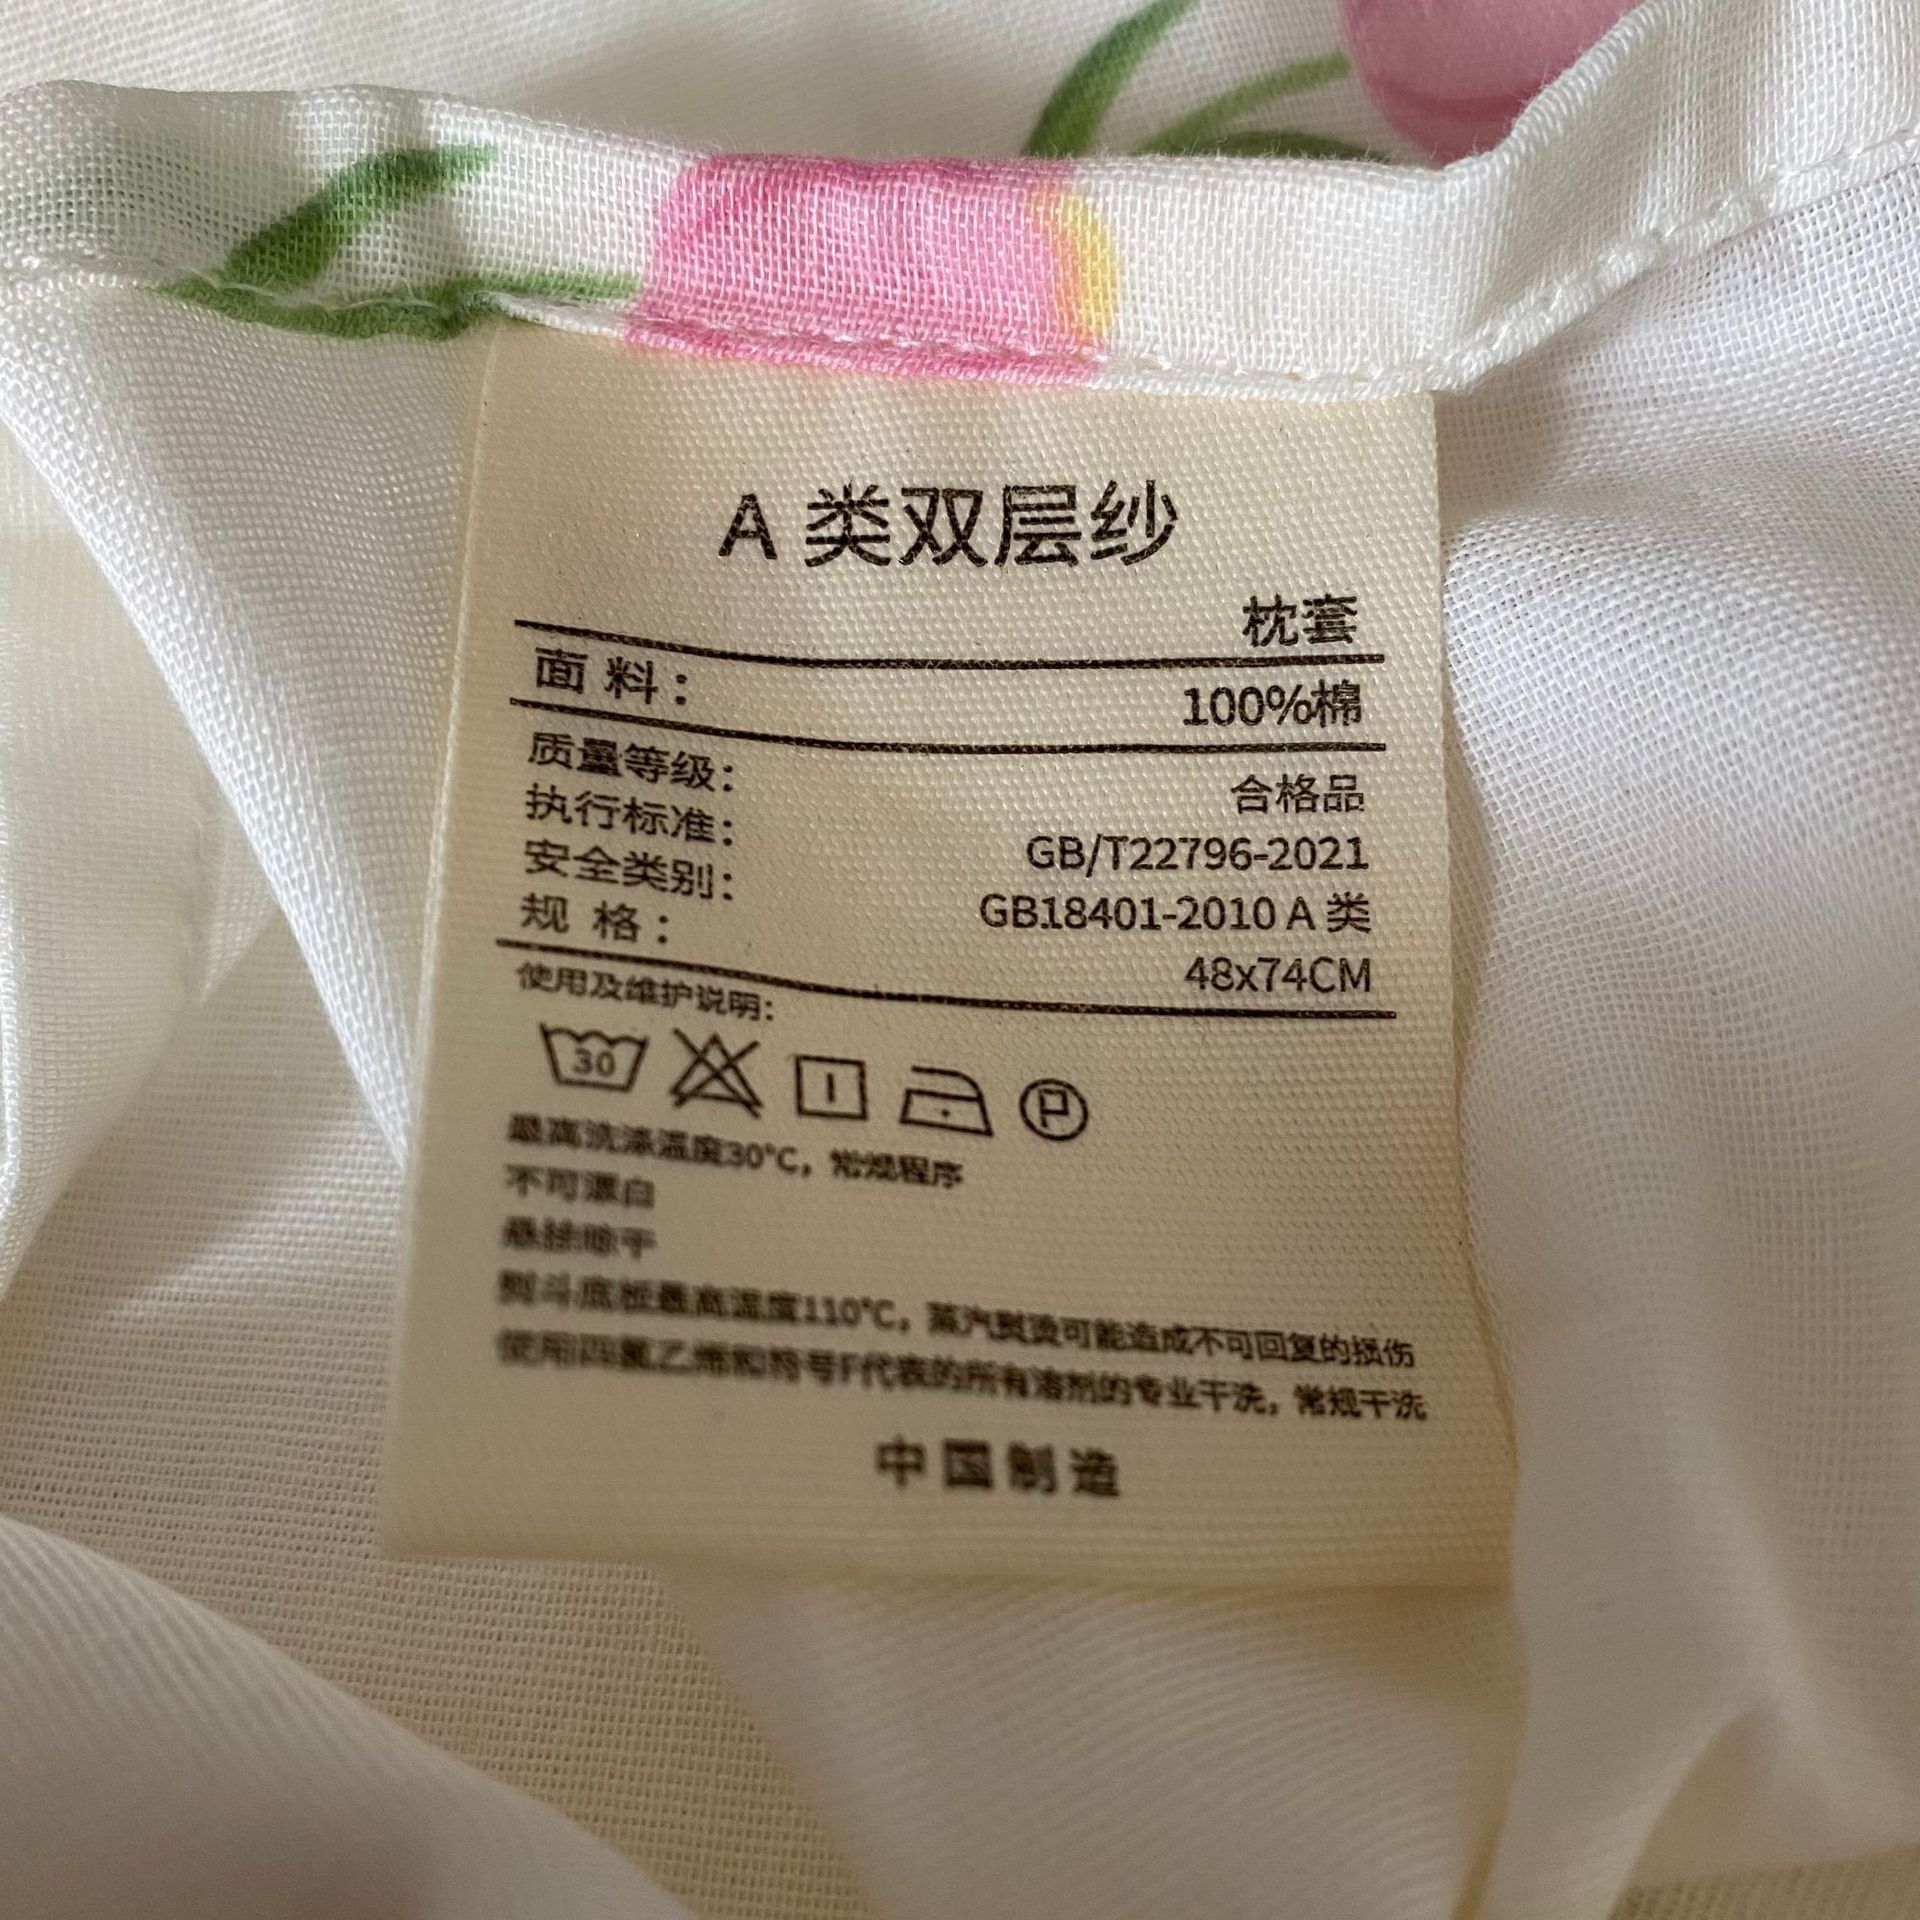 A 类双层纱
枕套
面 料： 100%棉
质量等级： 合格品
执行标准： GB/T22796-2021
安全类别： GB18401-2010 A 类
规 格： 48x74CM
使用及维护说明：
30 P
最高洗涤温度30℃，常规程序
不可漂白
悬挂晾干
熨斗底板最高温度110℃，蒸汽熨烫可能造成不可回复的损伤
使用四氯乙烯和符号F代表的所有溶剂的专业干洗，常规干洗
中国制造